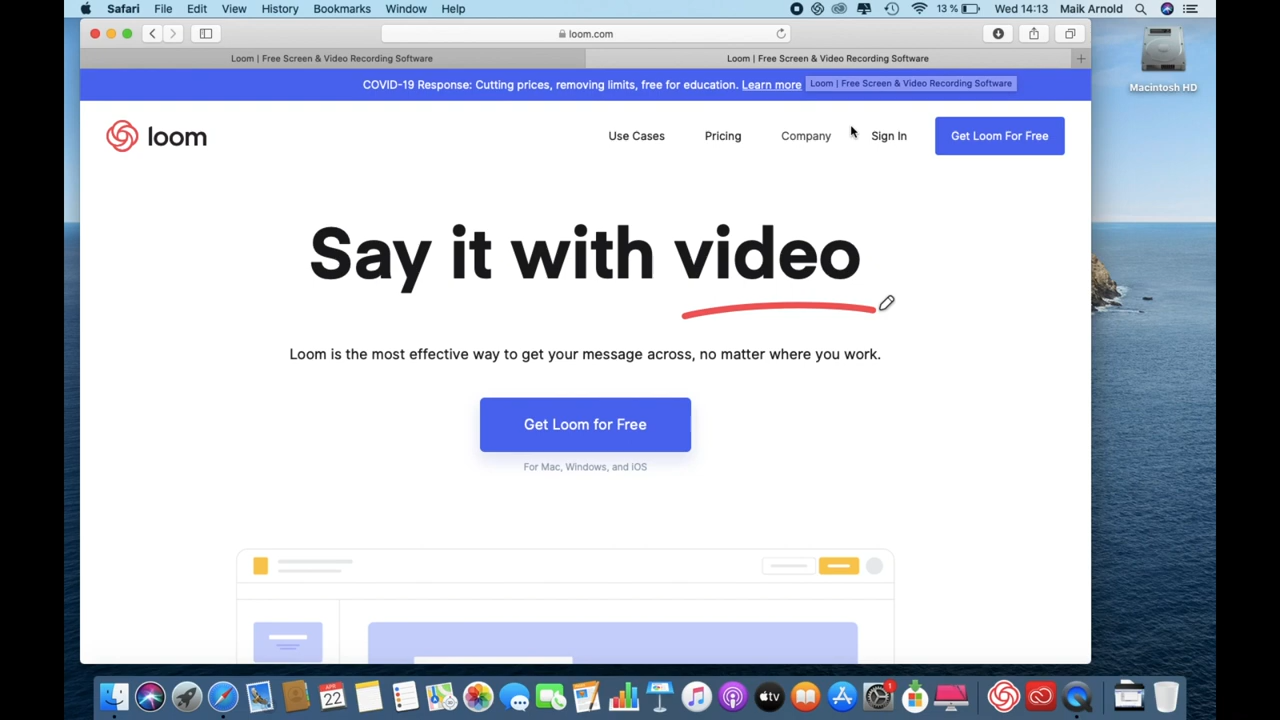 Safari File Edit View History Bookmarks Window Help 13 % Wed 14:13 Maik Arnold
loom.com
Loom | Free Screen & Video Recording Software Loom | Free Screen & Video Recording Software
COVID-19 Response: Cutting prices, removing limits, free for education. Learn more Loom | Free Screen & Video Recording Software
Macintosh HD
loom Use Cases Pricing Company Sign In Get Loom For Free
Say it with video
Loom is the most effective way to get your message across, no matter where you work.
Get Loom for Free
For Mac, Windows, and iOS
APR
22
tv
1